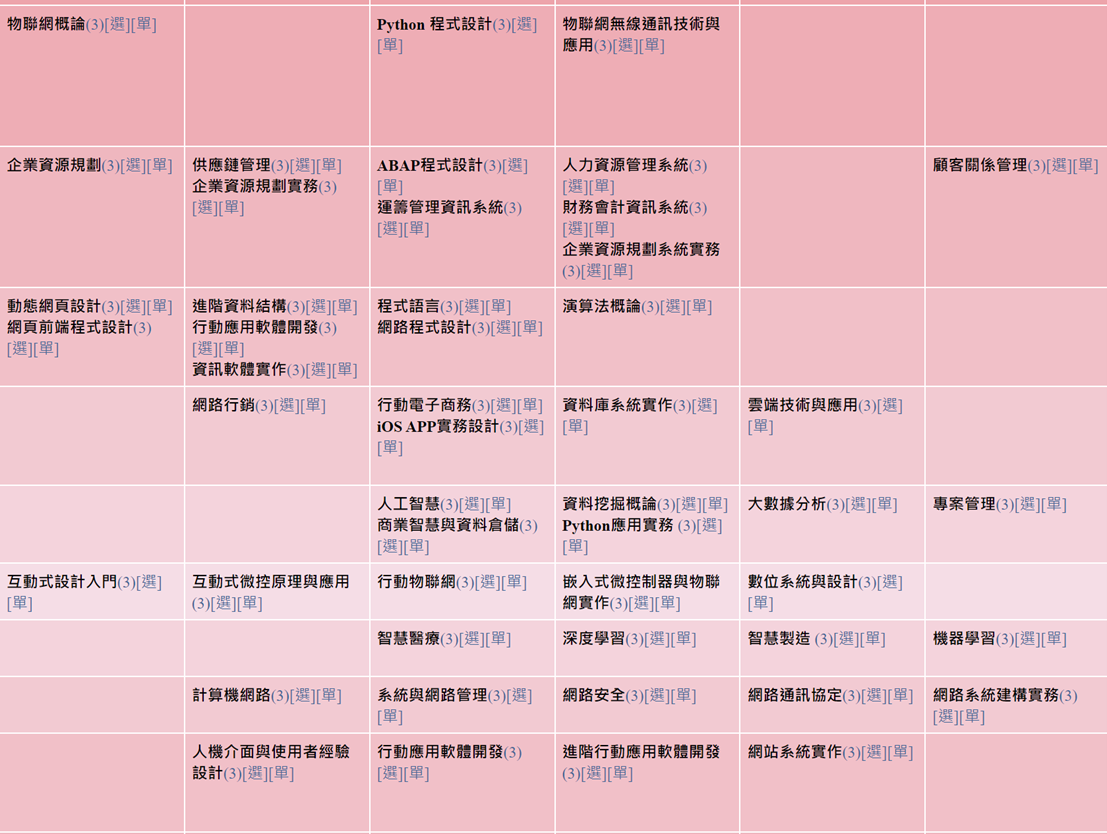 物聯網概論(3)[選][單]
Python 程式設計(3)[選]
[單]
物聯網無線通訊技術與
應用(3)[選][單]
企業資源規劃(3)[選][單]
供應鏈管理(3)[選][單]
企業資源規劃實務(3)
[選][單]
ABAP程式設計(3)[選]
[單]
運籌管理資訊系統(3)
[選][單]
人力資源管理系統(3)
[選][單]
財務會計資訊系統(3)
[選][單]
企業資源規劃系統實務
(3)[選][單]
顧客關係管理(3)[選][單]
動態網頁設計(3)[選][單]
網頁前端程式設計(3)
[選][單]
進階資料結構(3)[選][單]
行動應用軟體開發(3)
[選][單]
資訊軟體實作(3)[選][單]
程式語言(3)[選][單]
網路程式設計(3)[選][單]
演算法概論(3)[選][單]
網路行銷(3)[選][單]
行動電子商務(3)[選][單]
iOS APP實務設計(3)[選]
[單]
資料庫系統實作(3)[選]
[單]
雲端技術與應用(3)[選]
[單]
人工智慧(3)[選][單]
商業智慧與資料倉儲(3)
[選][單]
資料挖掘概論(3)[選][單]
Python應用實務 (3)[選]
[單]
大數據分析(3)[選][單]
專案管理(3)[選][單]
互動式設計入門(3)[選]
[單]
互動式微控原理與應用
(3)[選][單]
行動物聯網(3)[選][單]
嵌入式微控制器與物聯
網實作(3)[選][單]
數位系統與設計(3)[選]
[單]
智慧醫療(3)[選][單]
深度學習(3)[選][單]
智慧製造 (3)[選][單]
機器學習(3)[選][單]
計算機網路(3)[選][單]
系統與網路管理(3)[選]
[單]
網路安全(3)[選][單]
網路通訊協定(3)[選][單]
網路系統建構實務(3)
[選][單]
人機介面與使用者經驗
設計(3)[選][單]
行動應用軟體開發(3)
[選][單]
進階行動應用軟體開發
(3)[選][單]
網站系統實作(3)[選][單]